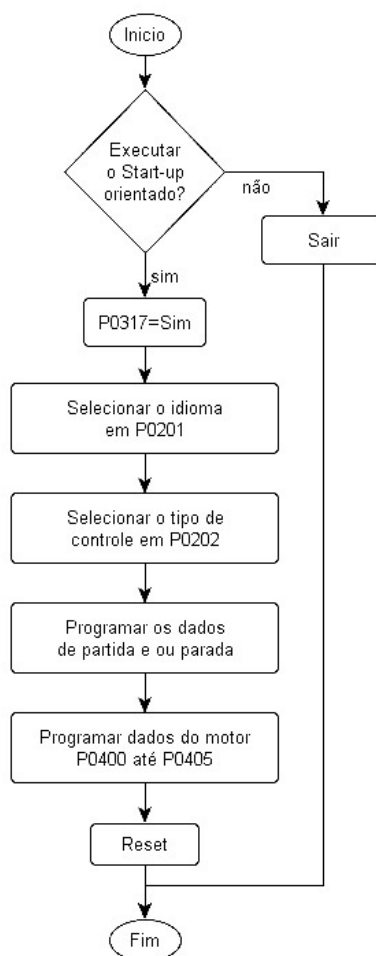 Inicio
Executar
o Start-up
orientado?
não
Sair
sim
P0317=Sim
Selecionar o idioma
em P0201
Selecionar o tipo de
controle em P0202
Programar os dados
de partida e ou parada
Programar dados do motor
P0400 até P0405
Reset
Fim